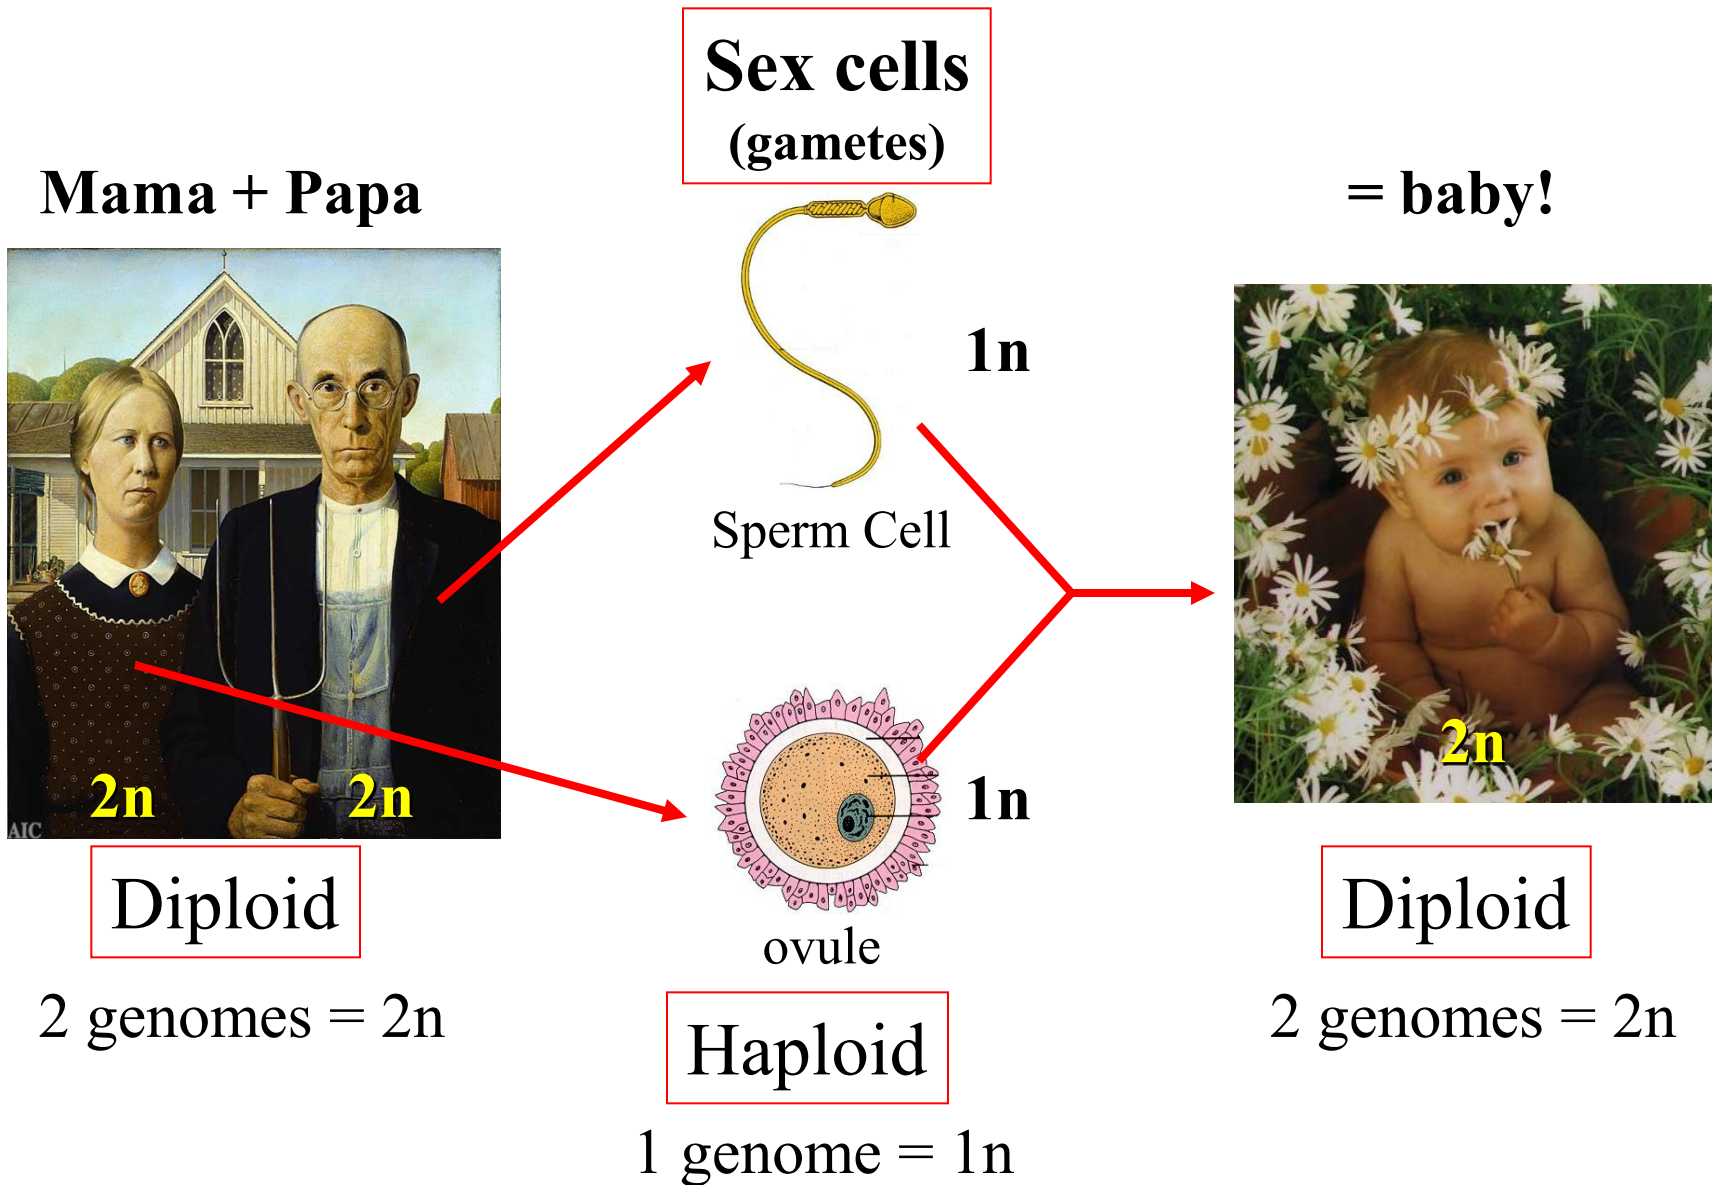 Sex cells
(gametes)
Mama + Papa
= baby!
1n
Sperm Cell
2n
2n
AIC
1n
2n
ovule
Diploid
2 genomes = 2n
Haploid
1 genome = 1n
Diploid
2 genomes = 2n